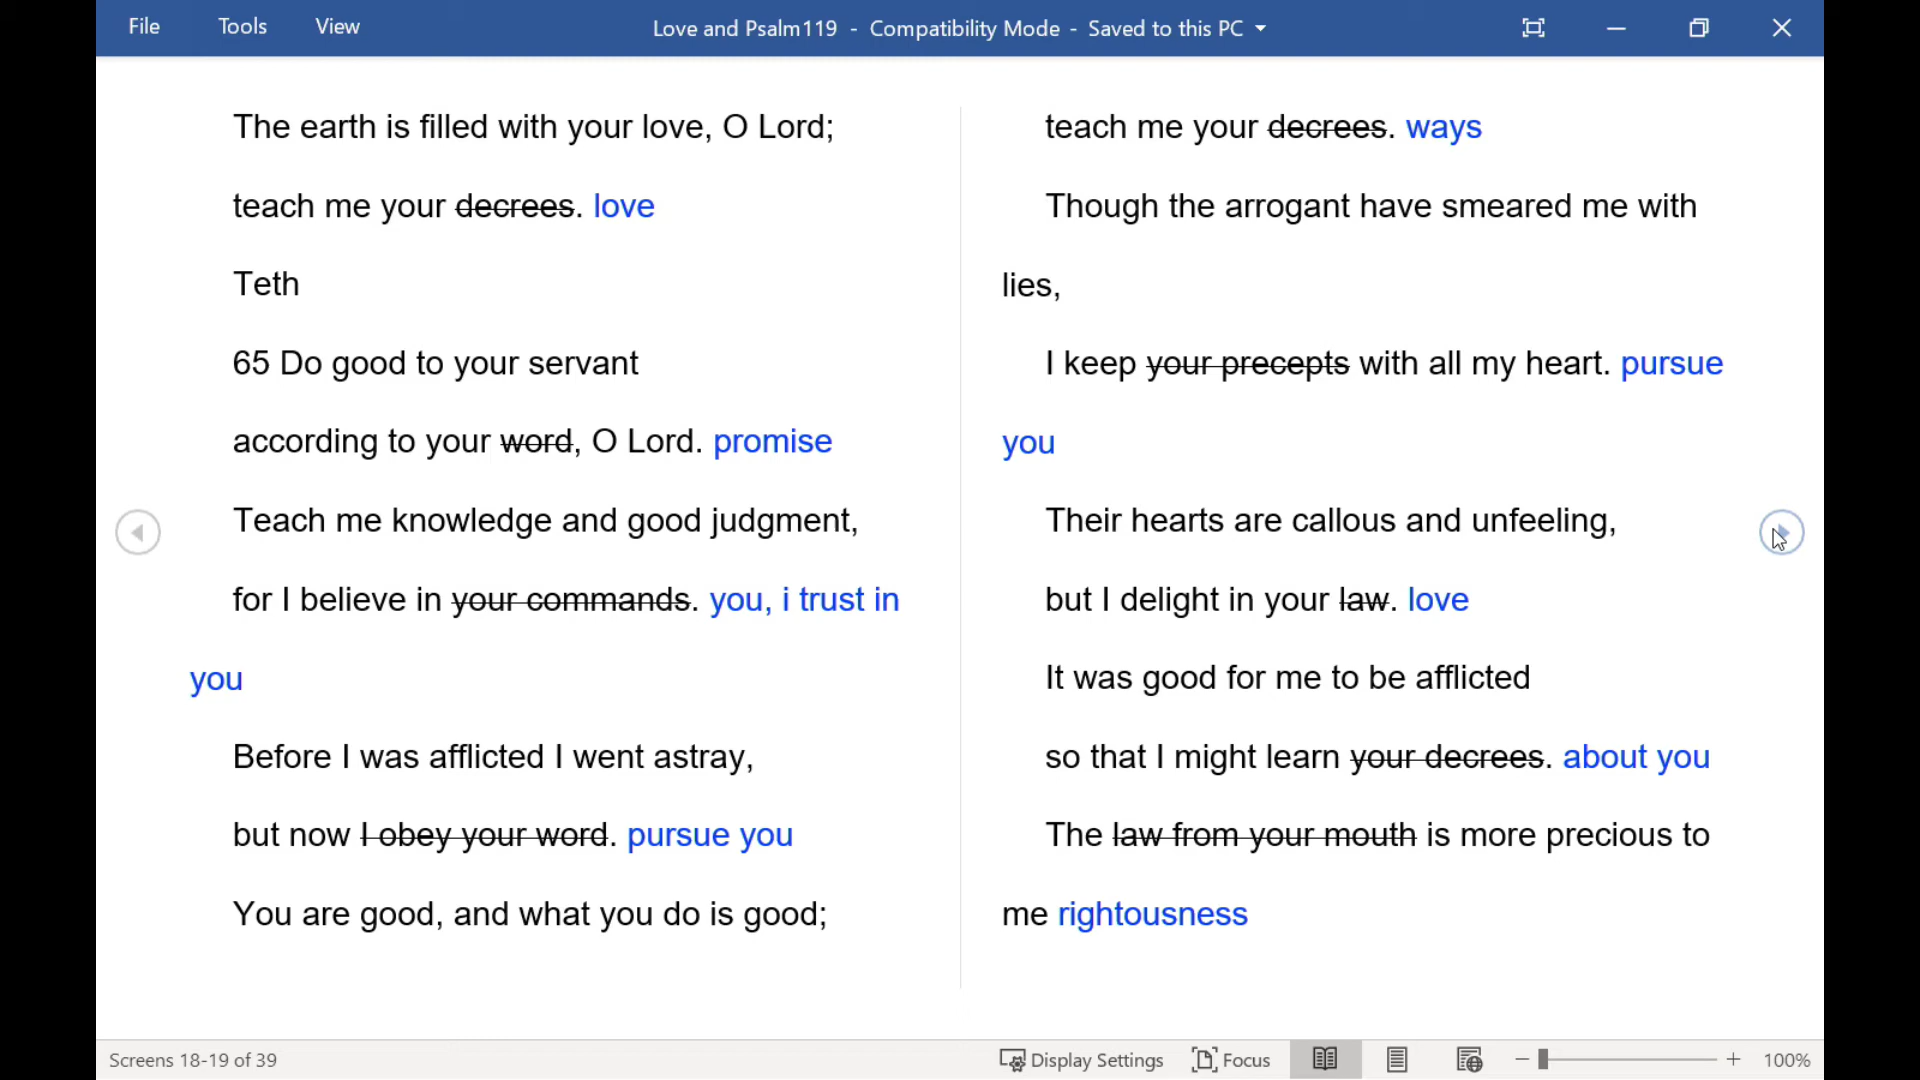 File Tools View Love and Psalm119 - Compatibility Mode - Saved to this PC
The earth is filled with your love, O Lord;
teach me your decrees. love
Teth
65 Do good to your servant
according to your word, O Lord. promise
Teach me knowledge and good judgment,
for I believe in your commands. you, i trust in
you
Before I was afflicted I went astray,
but now I obey your word. pursue you
You are good, and what you do is good;
teach me your decrees. ways
Though the arrogant have smeared me with
lies,
I keep your precepts with all my heart. pursue
you
Their hearts are callous and unfeeling,
but I delight in your law. love
It was good for me to be afflicted
so that I might learn your decrees. about you
The law from your mouth is more precious to
me rightousness
Screens 18-19 of 39 Display Settings Focus 100%